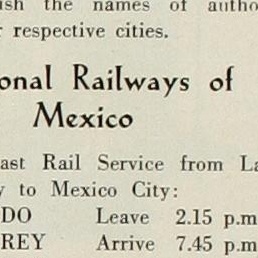 ish the names of autho
r respective cities.
onal Railways of
Mexico
ast Rail Service from La
y to Mexico City:
DO Leave 2.15 p.m
REY Arrive 7.45 p.m